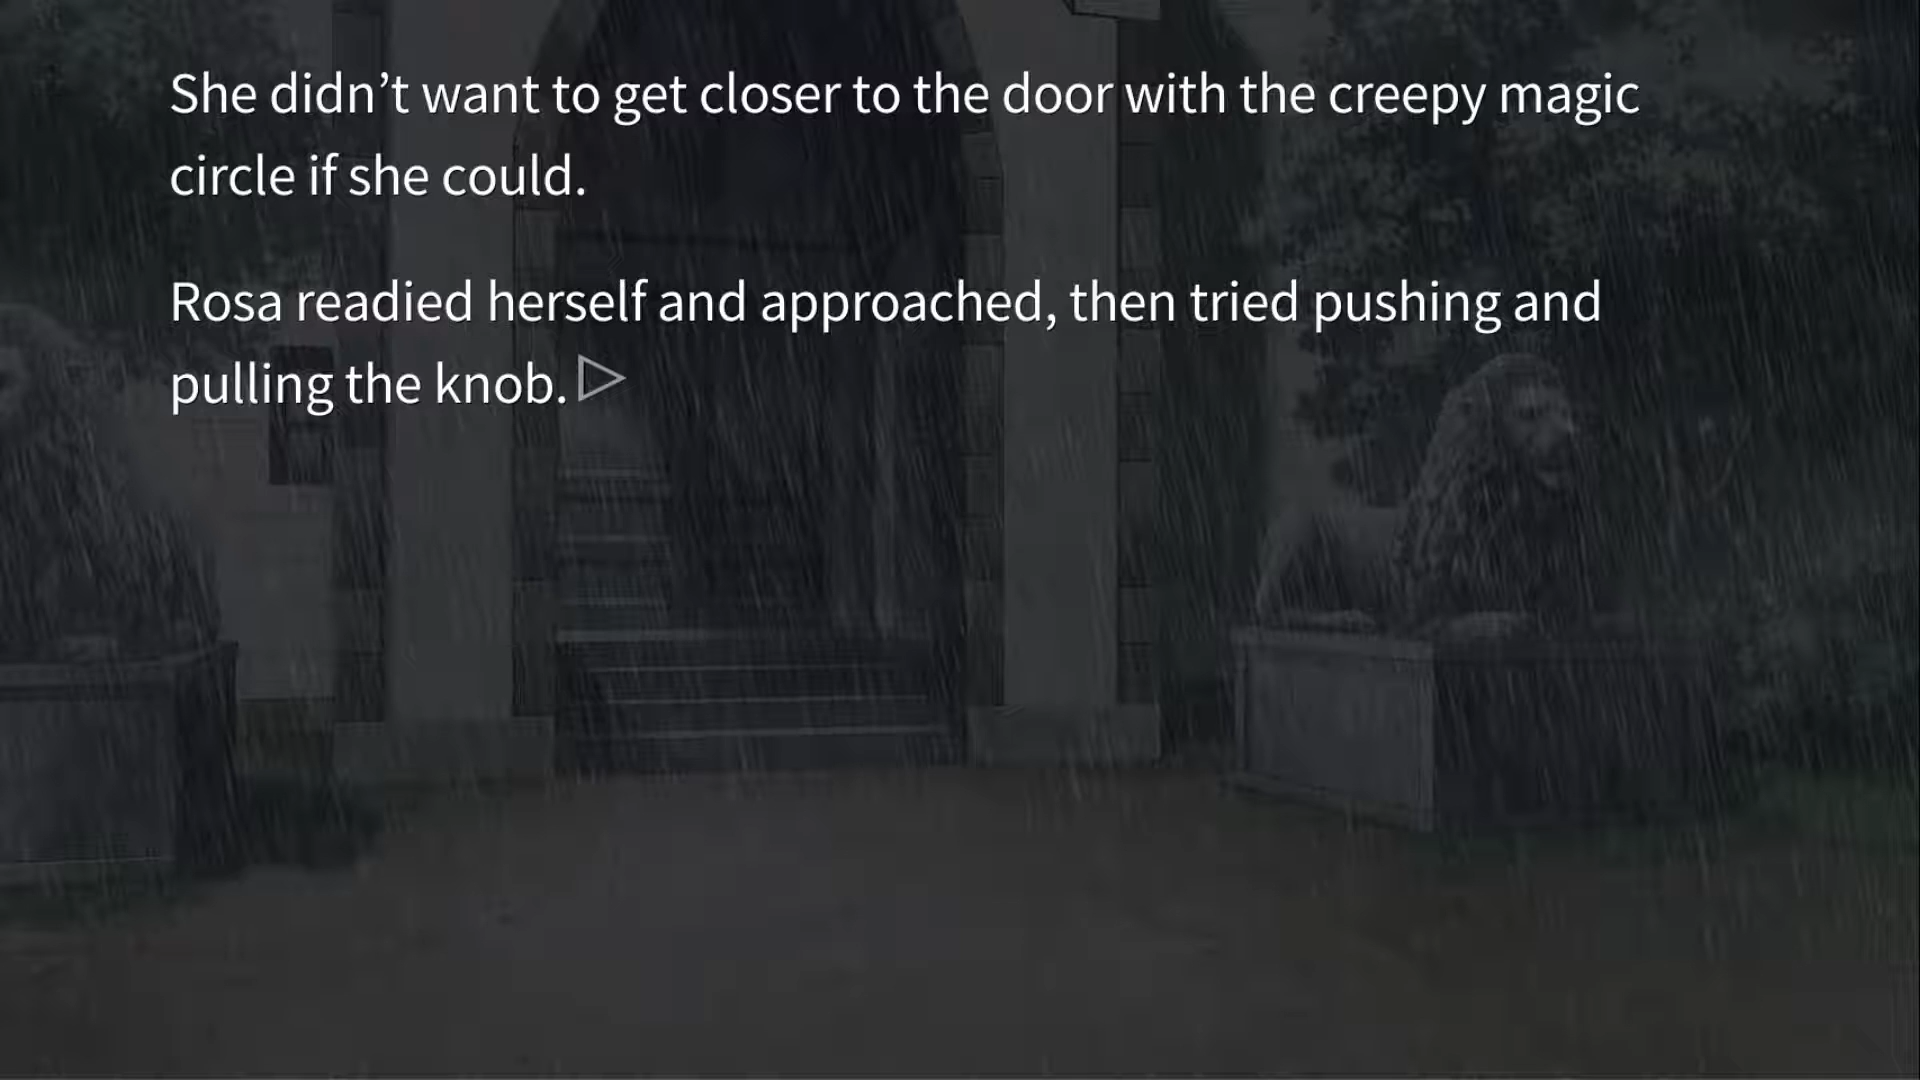 She didn’t want to get closer to the door with the creepy magic
circle if she could.
Rosa readied herself and approached, then tried pushing and
pulling the knob.